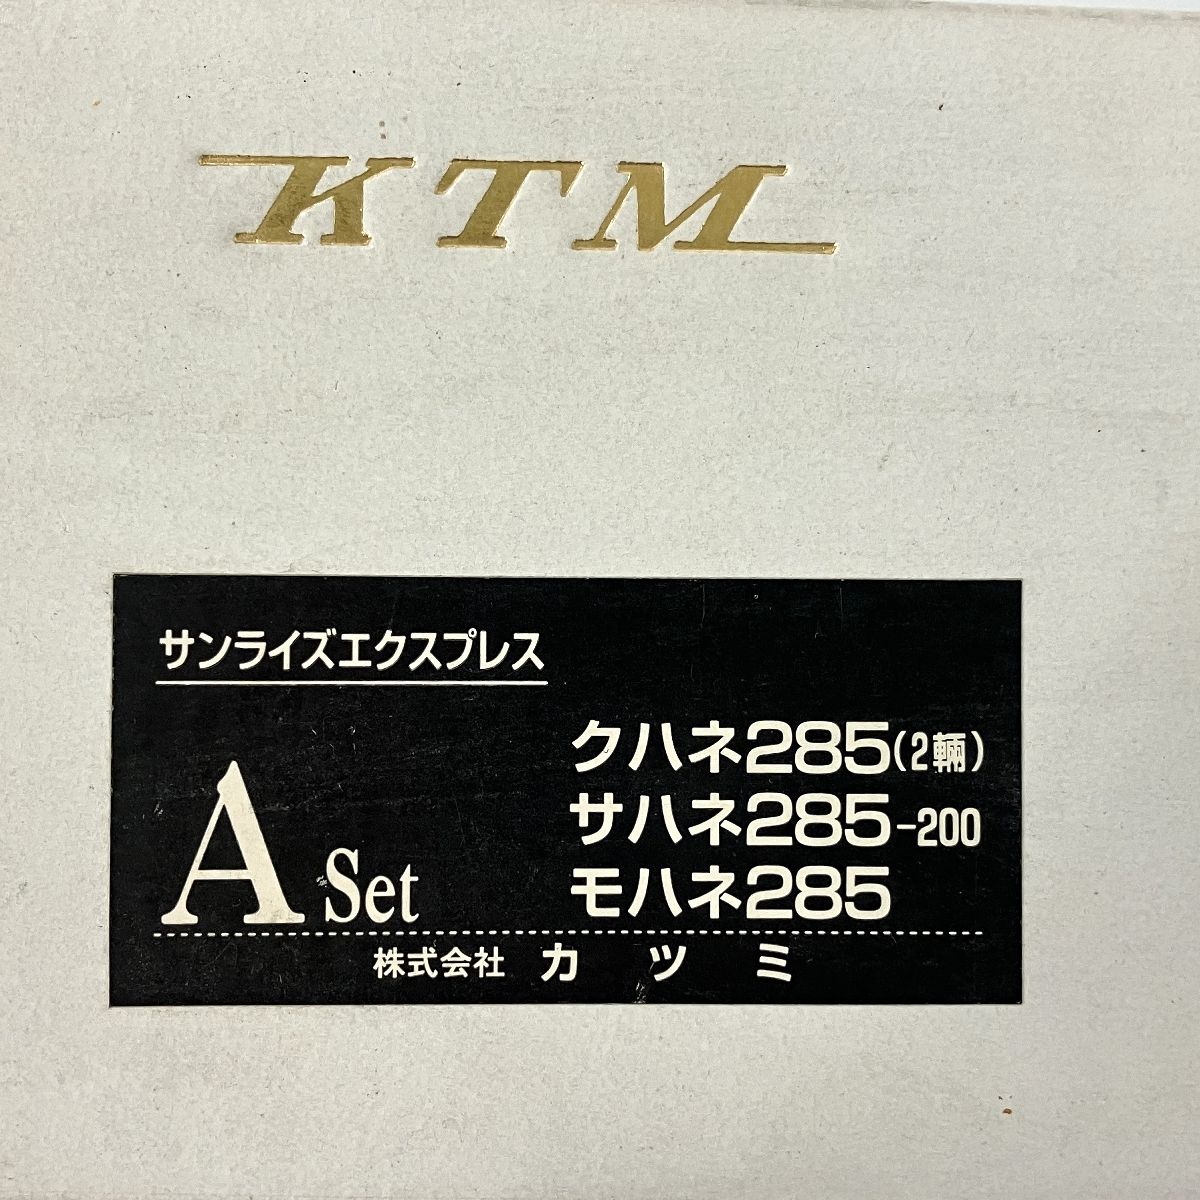 KTM
サンライズエクスプレス
A Set
クハネ285(2輛)
サハネ285-200
モハネ285
株式会社 カツミ